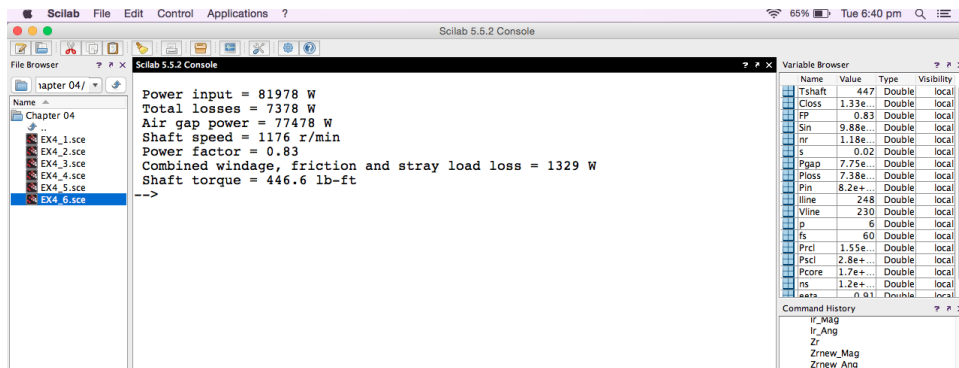 Scilab File Edit Control Applications ? 65% Tue 6:40 pm
Scilab 5.5.2 Console
File Browser ? ↗ X
hapter 04/
Name
Chapter 04
..
EX4_1.sce
EX4_2.sce
EX4_3.sce
EX4_4.sce
EX4_5.sce
EX4_6.sce
Scilab 5.5.2 Console ? ↗ X
Power input = 81978 W
Total losses = 7378 W
Air gap power = 77478 W
Shaft speed = 1176 r/min
Power factor = 0.83
Combined windage, friction and stray load loss = 1329 W
Shaft torque = 446.6 lb-ft
-->
Variable Browser ? ↗
Name Value Type Visibility
Tshaft 447 Double local
Closs 1.33e... Double local
FP 0.83 Double local
Sin 9.88e... Double local
nr 1.18e... Double local
s 0.02 Double local
Pgap 7.75e... Double local
Ploss 7.38e... Double local
Pin 8.2e+... Double local
Iline 248 Double local
Vline 230 Double local
p 6 Double local
fs 60 Double local
Prcl 1.55e... Double local
Pscl 2.8e+... Double local
Pcore 1.7e+... Double local
ns 1.2e+... Double local
eeta 0.91 Double local
Command History ? ↗
Ir_Mag
Ir_Ang
Zr
Zrnew_Mag
Zrnew_Ang